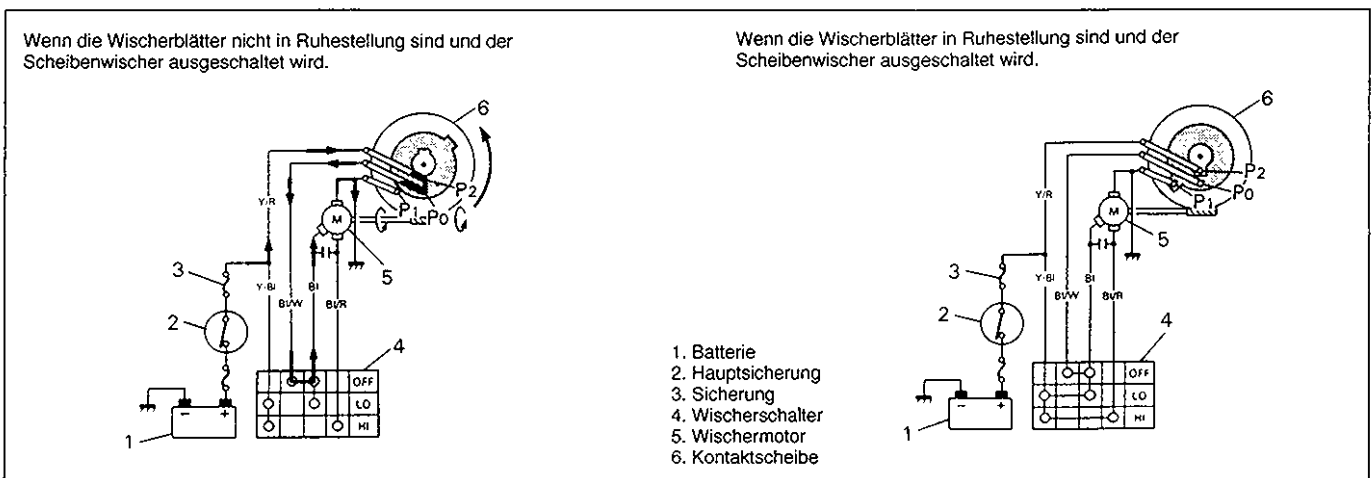 Wenn die Wischerblätter nicht in Ruhestellung sind und der
Scheibenwischer ausgeschaltet wird.
6
P2
P1
P0
Y/R
M
5
3
Y/Bl
Bl/W
Bl
Bl/R
2
4
OFF
LO
HI
- +
1
Wenn die Wischerblätter in Ruhestellung sind und der
Scheibenwischer ausgeschaltet wird.
6
P2
P0
P1
Y/R
M
5
3
Y/Bl
Bl/W
Bl
Bl/R
2
4
OFF
LO
HI
- +
1
1. Batterie
2. Hauptsicherung
3. Sicherung
4. Wischerschalter
5. Wischermotor
6. Kontaktscheibe